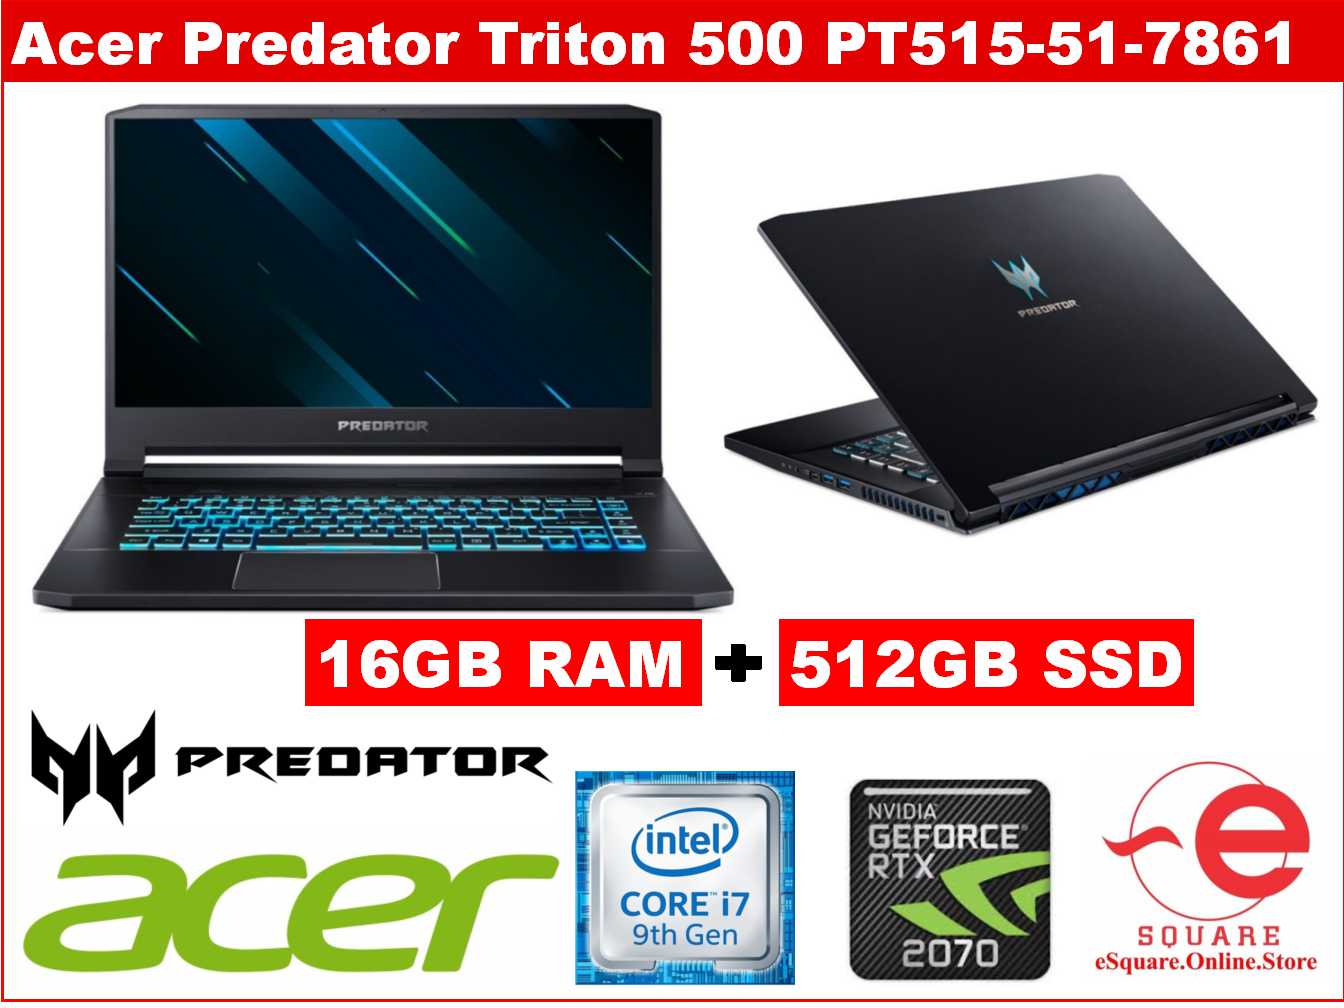 Acer Predator Triton 500 PT515-51-7861
PREDATOR
PREDATOR
16GB RAM + 512GB SSD
PREDATOR
acer
intel®
CORE™ i7
9th Gen
NVIDIA
GEFORCE®
RTX
2070
e
SQUARE
eSquare.Online.Store